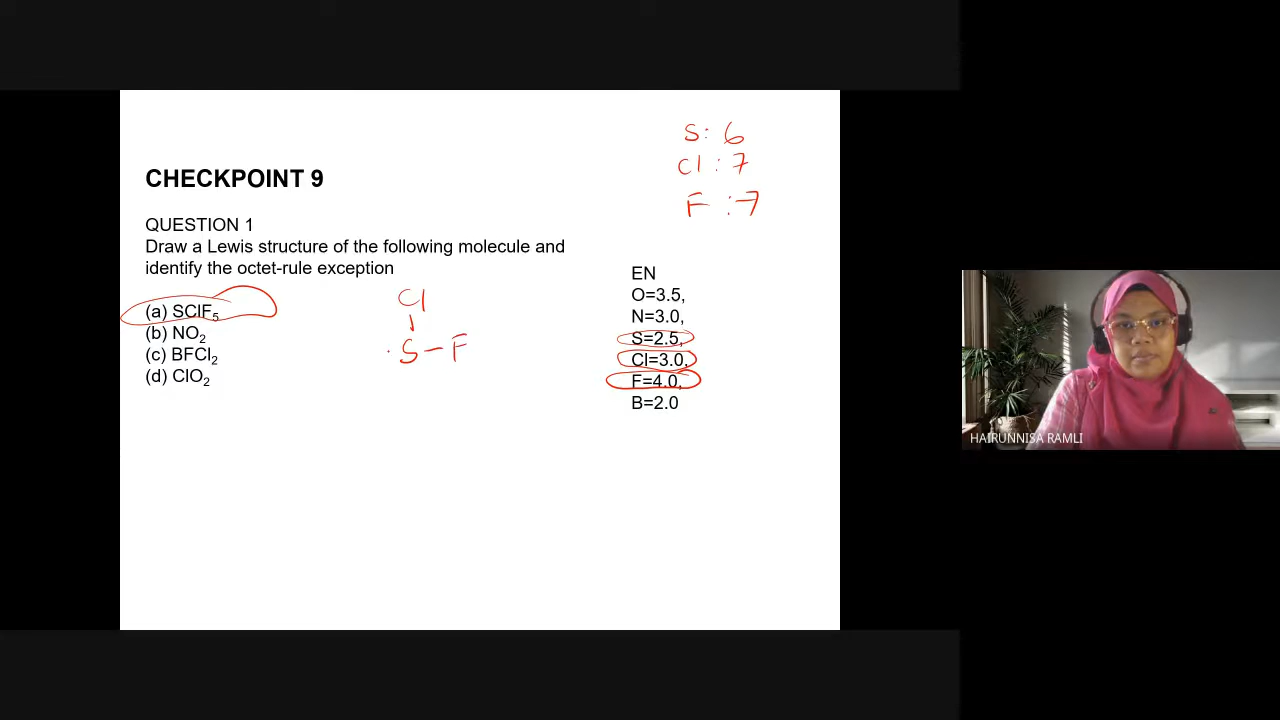 S: 6
Cl: 7
F: 7
CHECKPOINT 9
QUESTION 1
Draw a Lewis structure of the following molecule and
identify the octet-rule exception
(a) SClF₅
(b) NO₂
(c) BFCl₂
(d) ClO₂
Cl
S-F
EN
O=3.5,
N=3.0,
S=2.5,
Cl=3.0,
F=4.0,
B=2.0
HAIRUNNISA RAMLI